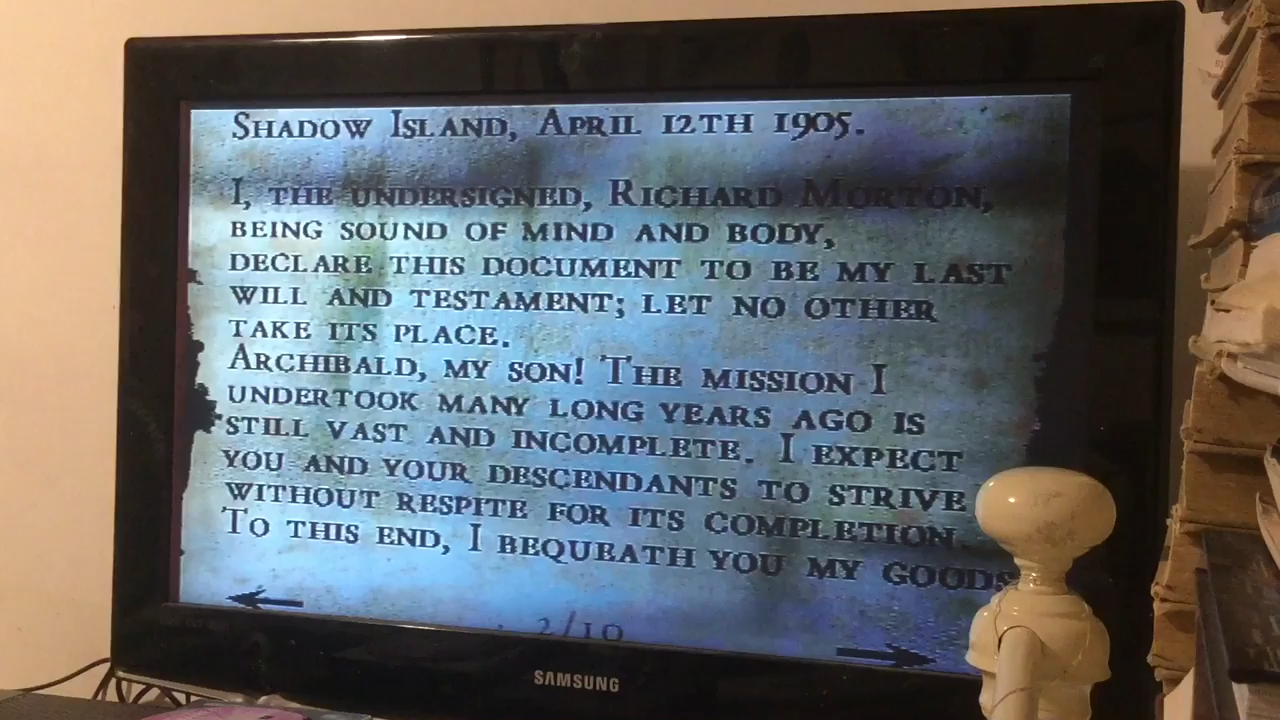 Shadow Island, April 12th 1905.
I, the undersigned, Richard Morton,
being sound of mind and body,
declare this document to be my last
will and testament; let no other
take its place.
Archibald, my son! The mission I
undertook many long years ago is
still vast and incomplete. I expect
you and your descendants to strive
without respite for its completion.
To this end, I bequeath you my goods
2/10
SAMSUNG